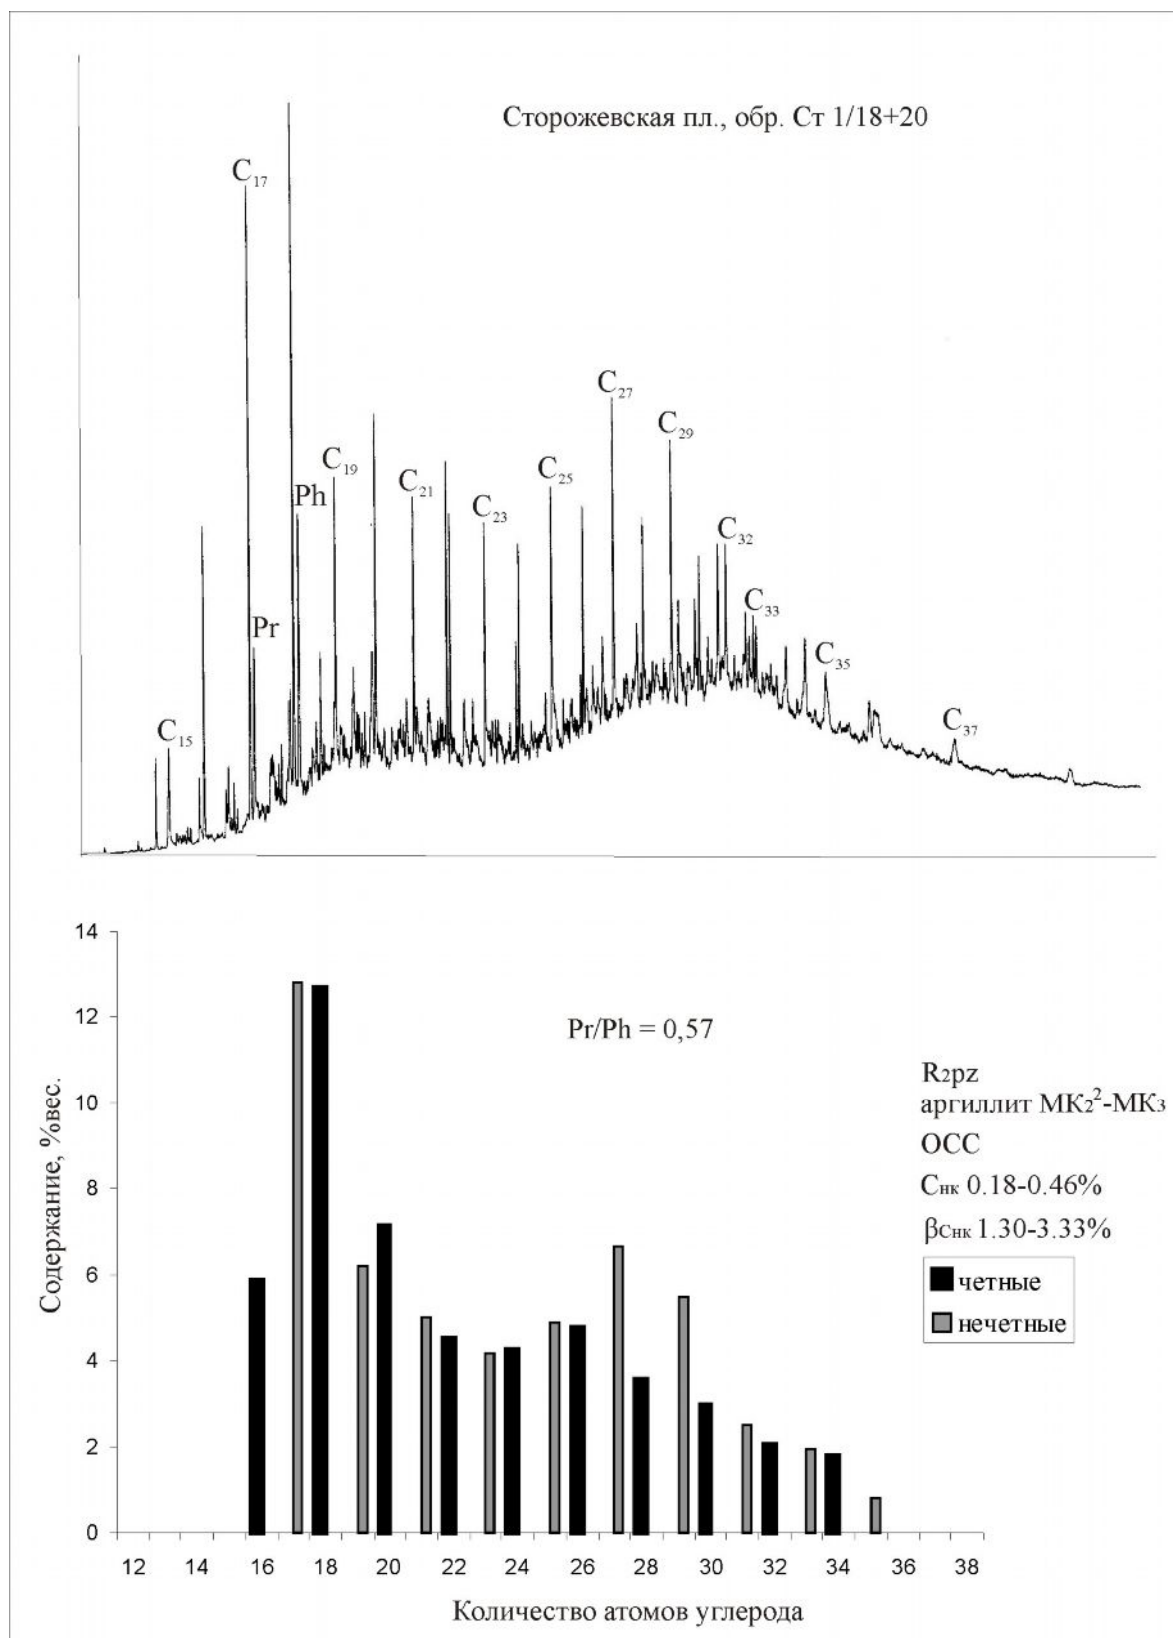 Сторожевская пл., обр. Ст 1/18+20
C₁₇
C₂₇
C₂₉
C₁₉
C₂₅
C₂₁
Ph
C₂₃
C₃₂
Pr
C₃₃
C₃₅
C₁₅
C₃₇
14
12
10
8
6
4
2
0
Содержание, %вес.
Pr/Ph = 0,57
R₂pz
аргиллит МК₂²-МК₃
ОСС
Cнк 0.18-0.46%
βCнк 1.30-3.33%
четные
нечетные
12 14 16 18 20 22 24 26 28 30 32 34 36 38
Количество атомов углерода